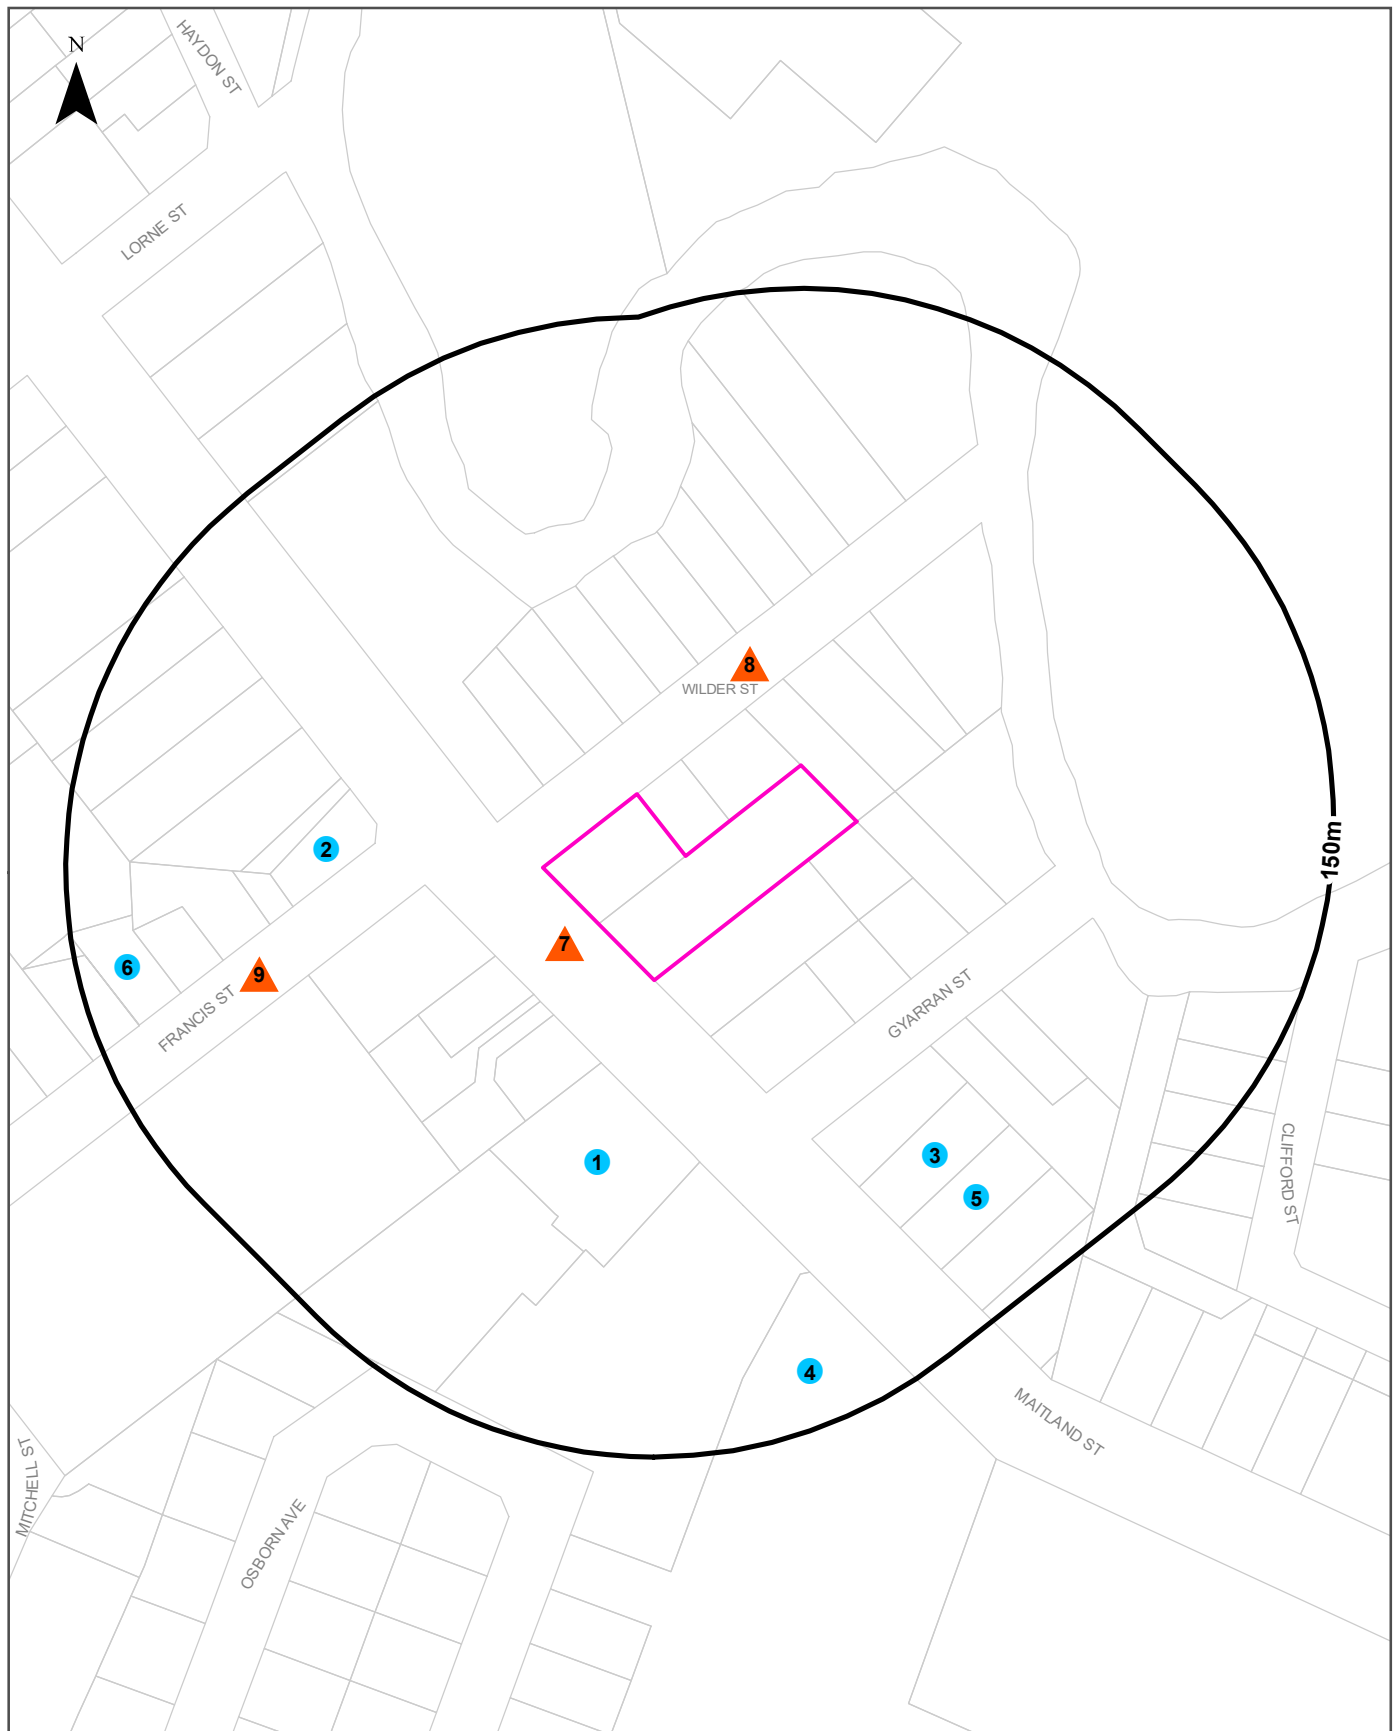 HAYDON ST
N
LORNE ST
8
WILDER ST
150m
2
7
6
9
FRANCIS ST
GYARRAN ST
3
1
5
CLIFFORD ST
4
MAITLAND ST
MITCHELL ST
OSBORN AVE